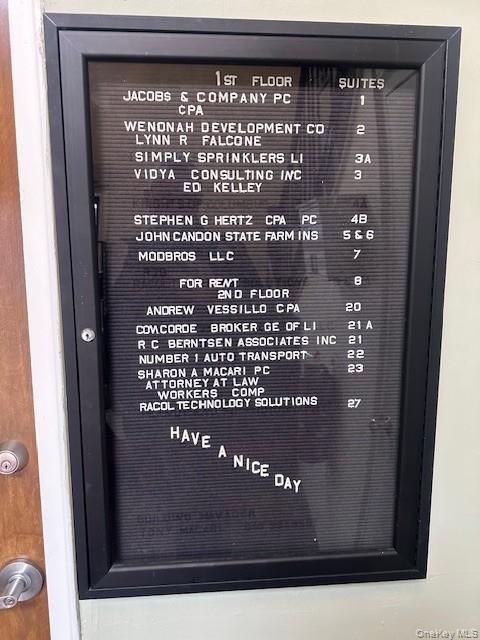 1ST FLOOR SUITES
JACOBS & COMPANY PC 1
CPA
WENONAH DEVELOPMENT CO 2
LYNN R FALCONE
SIMPLY SPRINKLERS LI 3A
VIDYA CONSULTING INC 3
ED KELLEY
STEPHEN G HERTZ CPA PC 4B
JOHN CANDON STATE FARM INS 5 & 6
MODBROS LLC 7
FOR RENT 8
2ND FLOOR
ANDREW VESSILLO CPA 20
CONCORDE BROKER GE OF LI 21 A
R C BERNTSEN ASSOCIATES INC 21
NUMBER 1 AUTO TRANSPORT 22
SHARON A MACARI PC 23
ATTORNEY AT LAW
WORKERS COMP
RACOL TECHNOLOGY SOLUTIONS 27
HAVE A NICE DAY
OneKey MLS